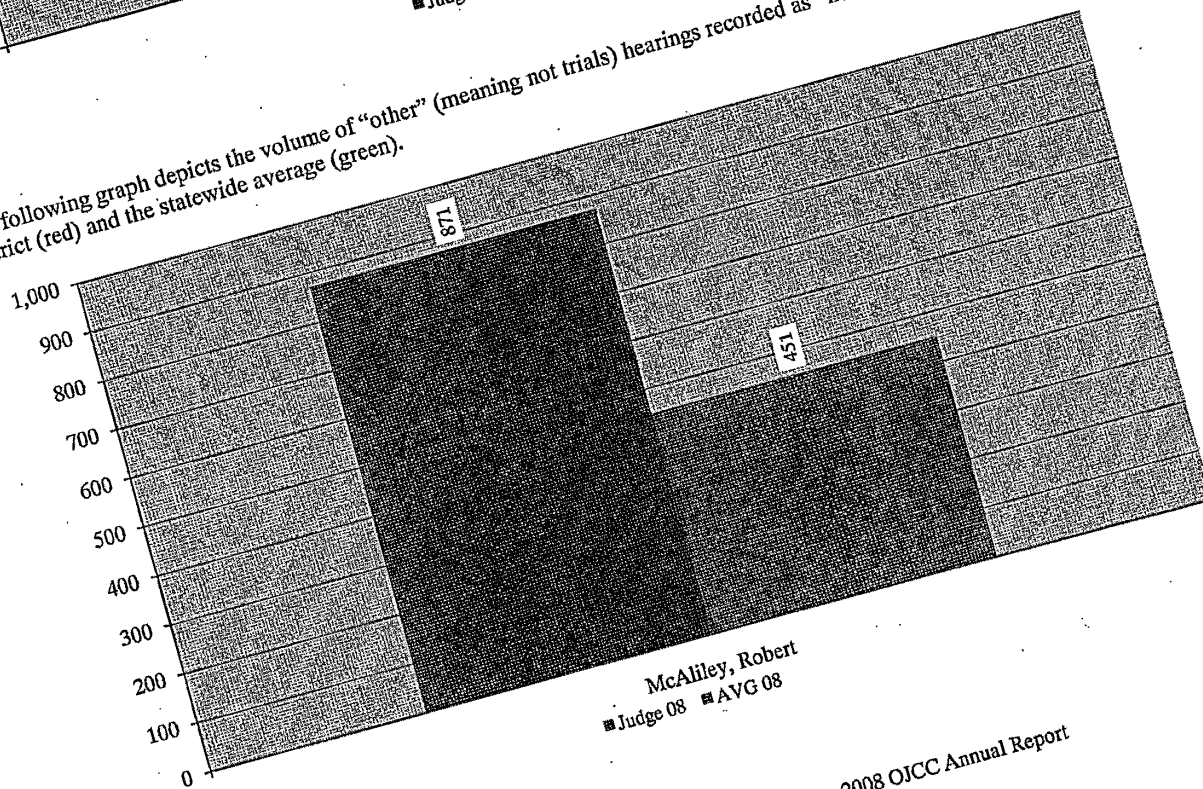 following graph depicts the volume of “other” (meaning not trials) hearings recorded as
(red) and the statewide average (green).
1,000
900
800
700
600
500
400
300
200
100
0
871
451
McAliley, Robert
Judge 08 AVG 08
2008 OJCC Annual Report